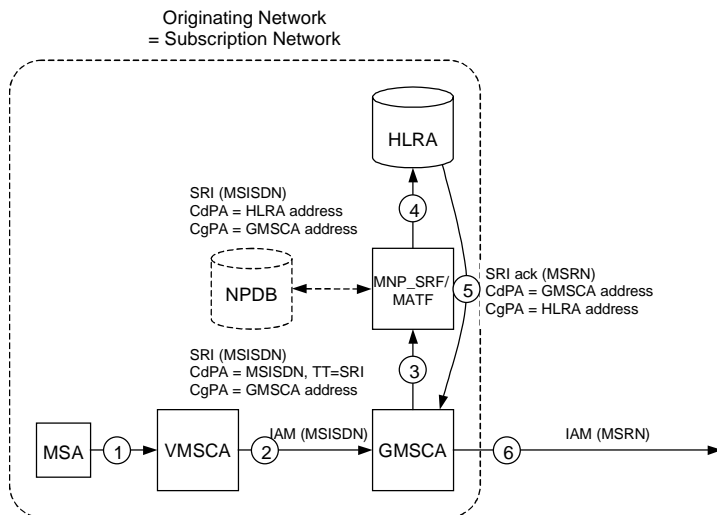 Originating Network
= Subscription Network
HLRA
SRI (MSISDN)
CdPA = HLRA address
CgPA = GMSCA address
4
NPDB
MNP_SRF/
MATF
5
SRI ack (MSRN)
CdPA = GMSCA address
CgPA = HLRA address
SRI (MSISDN)
CdPA = MSISDN, TT=SRI
CgPA = GMSCA address
3
MSA
1
VMSCA
2
IAM (MSISDN)
GMSCA
6
IAM (MSRN)